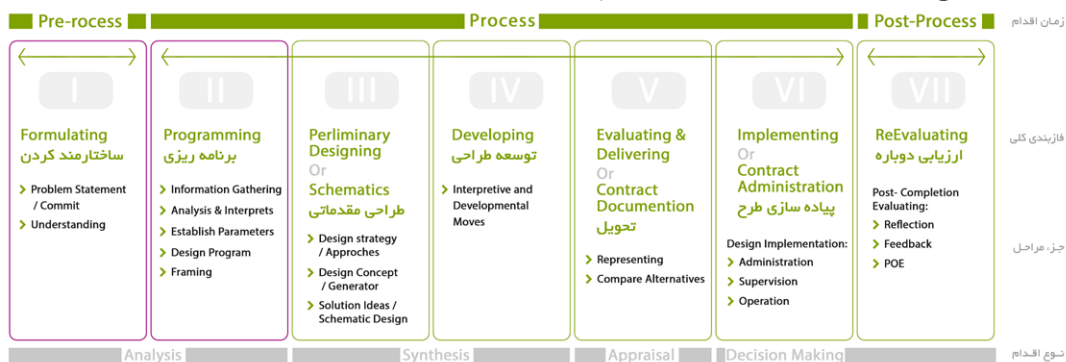 Pre-rocess
Process
Post-Process
زمان اقدام
I
II
III
IV
V
VI
VII
Formulating
ساختارمند کردن
Problem Statement
/ Commit
Understanding
Programming
برنامه ریزی
Information Gathering
Analysis & Interprets
Establish Parameters
Design Program
Framing
Perliminary
Designing
Or
Schematics
طراحی مقدماتی
Design strategy
/ Approches
Design Concept
/ Generator
Solution Ideas /
Schematic Design
Developing
توسعه طراحی
Interpretive and
Developmental
Moves
Evaluating &
Delivering
Or
Contract
Documention
تحویل
Representing
Compare Alternatives
Implementing
Or
Contract
Administration
پیاده سازی طرح
Design Implementation:
Administration
Supervision
Operation
ReEvaluating
ارزیابی دوباره
Post- Completion
Evaluating:
Reflection
Feedback
POE
فازبندی کلی
جزء مراحل
Analysis
Synthesis
Appraisal
Decision Making
نوع اقدام